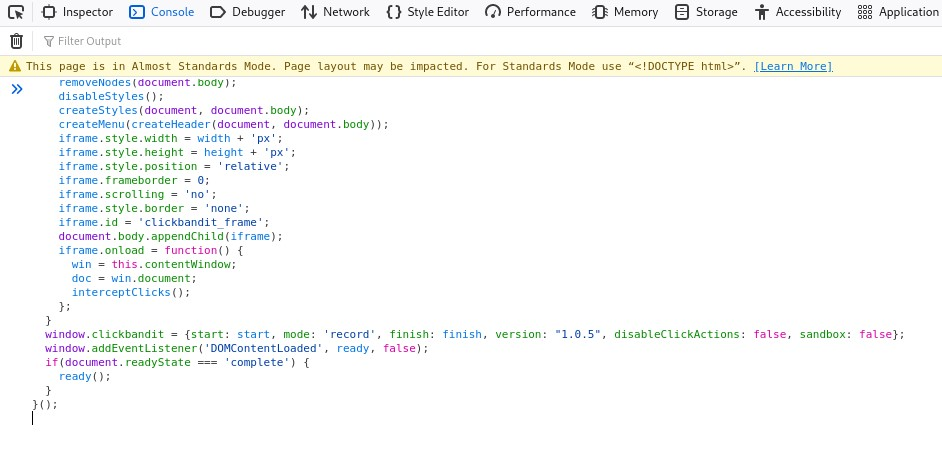 Inspector Console Debugger Network Style Editor Performance Memory Storage Accessibility Application
Filter Output
This page is in Almost Standards Mode. Page layout may be impacted. For Standards Mode use “<!DOCTYPE html>”. [Learn More]
removeNodes(document.body);
disableStyles();
createStyles(document, document.body);
createMenu(createHeader(document, document.body));
iframe.style.width = width + 'px';
iframe.style.height = height + 'px';
iframe.style.position = 'relative';
iframe.frameborder = 0;
iframe.scrolling = 'no';
iframe.style.border = 'none';
iframe.id = 'clickbandit_frame';
document.body.appendChild(iframe);
iframe.onload = function() {
win = this.contentWindow;
doc = win.document;
interceptClicks();
};
}
window.clickbandit = {start: start, mode: 'record', finish: finish, version: "1.0.5", disableClickActions: false, sandbox: false};
window.addEventListener('DOMContentLoaded', ready, false);
if(document.readyState === 'complete') {
ready();
}
}();